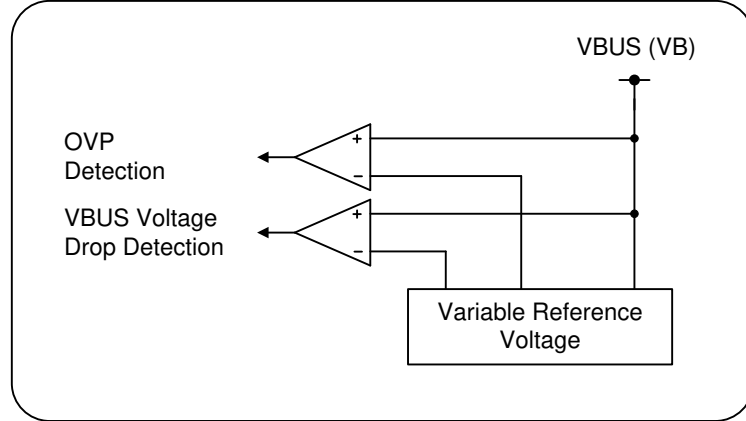 VBUS (VB)
OVP
Detection
+
−
VBUS Voltage
Drop Detection
+
−
Variable Reference
Voltage